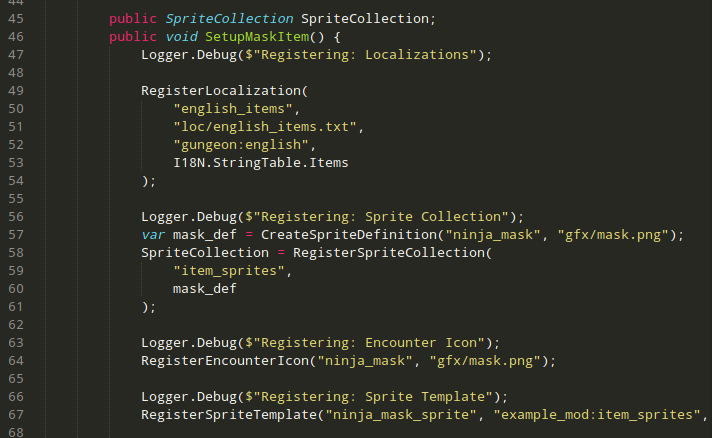 44
45 public SpriteCollection SpriteCollection;
46 public void SetupMaskItem() {
47 Logger.Debug($"Registering: Localizations");
48
49 RegisterLocalization(
50 "english_items",
51 "loc/english_items.txt",
52 "gungeon:english",
53 I18N.StringTable.Items
54 );
55
56 Logger.Debug($"Registering: Sprite Collection");
57 var mask_def = CreateSpriteDefinition("ninja_mask", "gfx/mask.png");
58 SpriteCollection = RegisterSpriteCollection(
59 "item_sprites",
60 mask_def
61 );
62
63 Logger.Debug($"Registering: Encounter Icon");
64 RegisterEncounterIcon("ninja_mask", "gfx/mask.png");
65
66 Logger.Debug($"Registering: Sprite Template");
67 RegisterSpriteTemplate("ninja_mask_sprite", "example_mod:item_sprites",
68